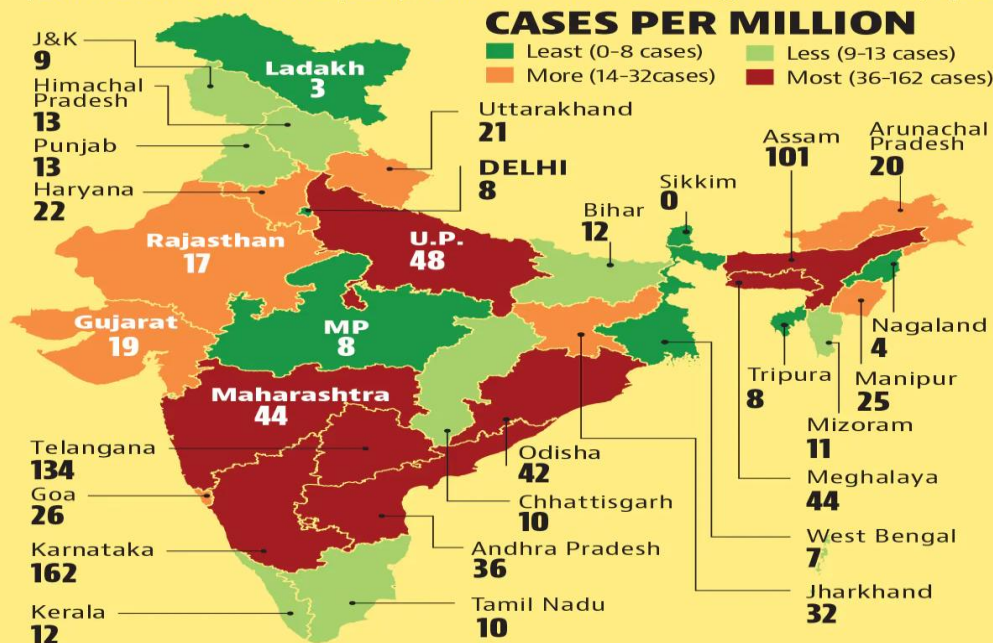 CASES PER MILLION
Least (0-8 cases)
Less (9-13 cases)
More (14-32cases)
Most (36-162 cases)
J&K
9
Himachal
Pradesh
13
Punjab
13
Haryana
22
Ladakh
3
Uttarakhand
21
DELHI
8
Rajasthan
17
U.P.
48
Gujarat
19
MP
8
Maharashtra
44
Bihar
12
Sikkim
0
Assam
101
Arunachal
Pradesh
20
Nagaland
4
Manipur
25
Tripura
8
Mizoram
11
Meghalaya
44
West Bengal
7
Jharkhand
32
Telangana
134
Goa
26
Karnataka
162
Kerala
12
Odisha
42
Chhattisgarh
10
Andhra Pradesh
36
Tamil Nadu
10